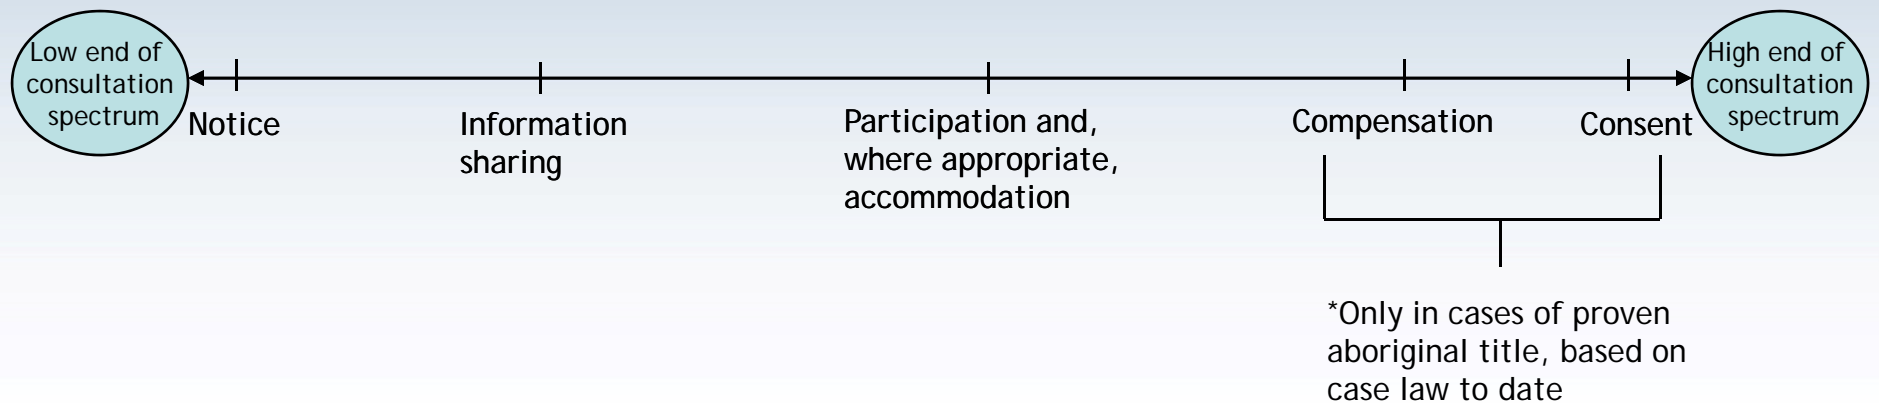 Low end of
consultation
spectrum
Notice
Information
sharing
Participation and,
where appropriate,
accommodation
Compensation
Consent
High end of
consultation
spectrum
*Only in cases of proven
aboriginal title, based on
case law to date